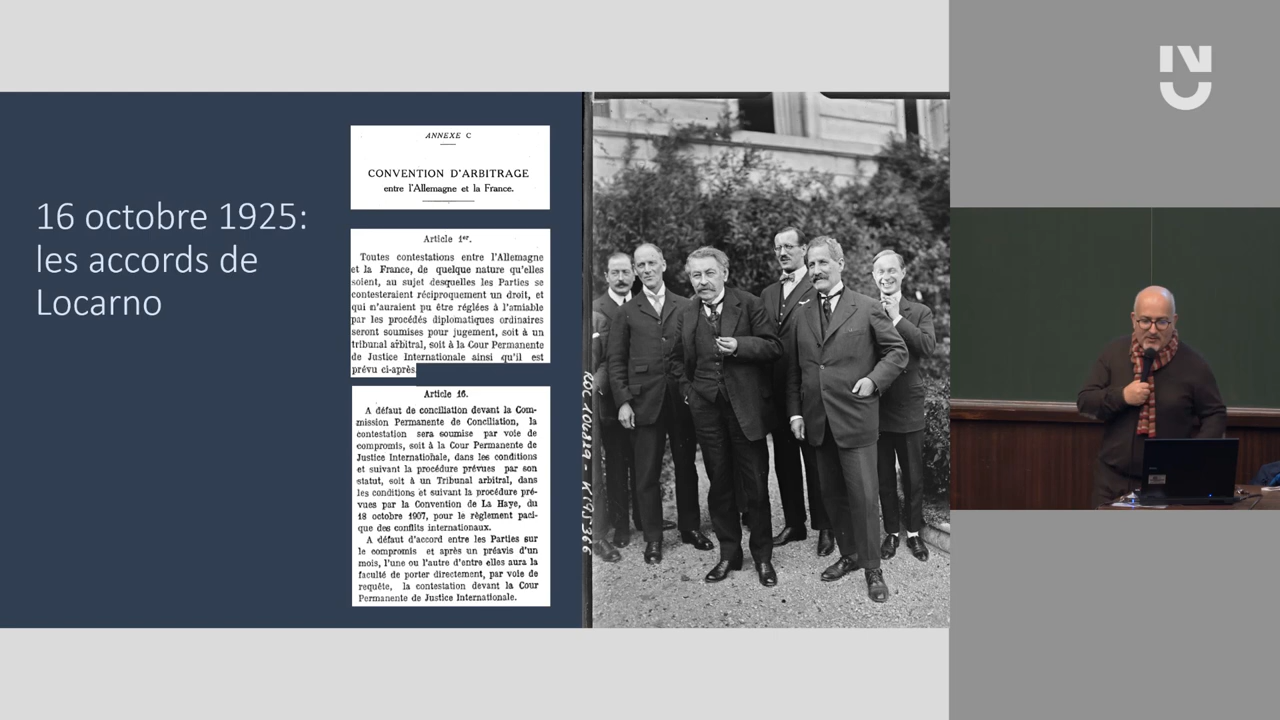 16 octobre 1925:
les accords de
Locarno
ANNEXE C
CONVENTION D'ARBITRAGE
entre l'Allemagne et la France.
Article 1er.
Toutes contestations entre l'Allemagne
et la France, de quelque nature qu'elles
soient, au sujet desquelles les Parties se
contesteraient réciproquement un droit, et
qui n'auraient pu être réglées à l'amiable
par les procédés diplomatiques ordinaires
seront soumises pour jugement, soit à un
tribunal arbitral, soit à la Cour Permanente
de Justice Internationale ainsi qu'il est
prévu ci-après.
Article 16.
A défaut de conciliation devant la Com-
mission Permanente de Conciliation, la
contestation sera soumise par voie de
compromis, soit à la Cour Permanente de
Justice Internationale, dans les conditions
et suivant la procédure prévues par son
statut, soit à un Tribunal arbitral, dans
les conditions et suivant la procédure pré-
vues par la Convention de La Haye, du
18 octobre 1907, pour le règlement paci-
que des conflits internationaux.
A défaut d'accord entre les Parties sur
le compromis et après un préavis d'un
mois, l'une ou l'autre d'entre elles aura la
faculté de porter directement, par voie de
requête, la contestation devant la Cour
Permanente de Justice Internationale.